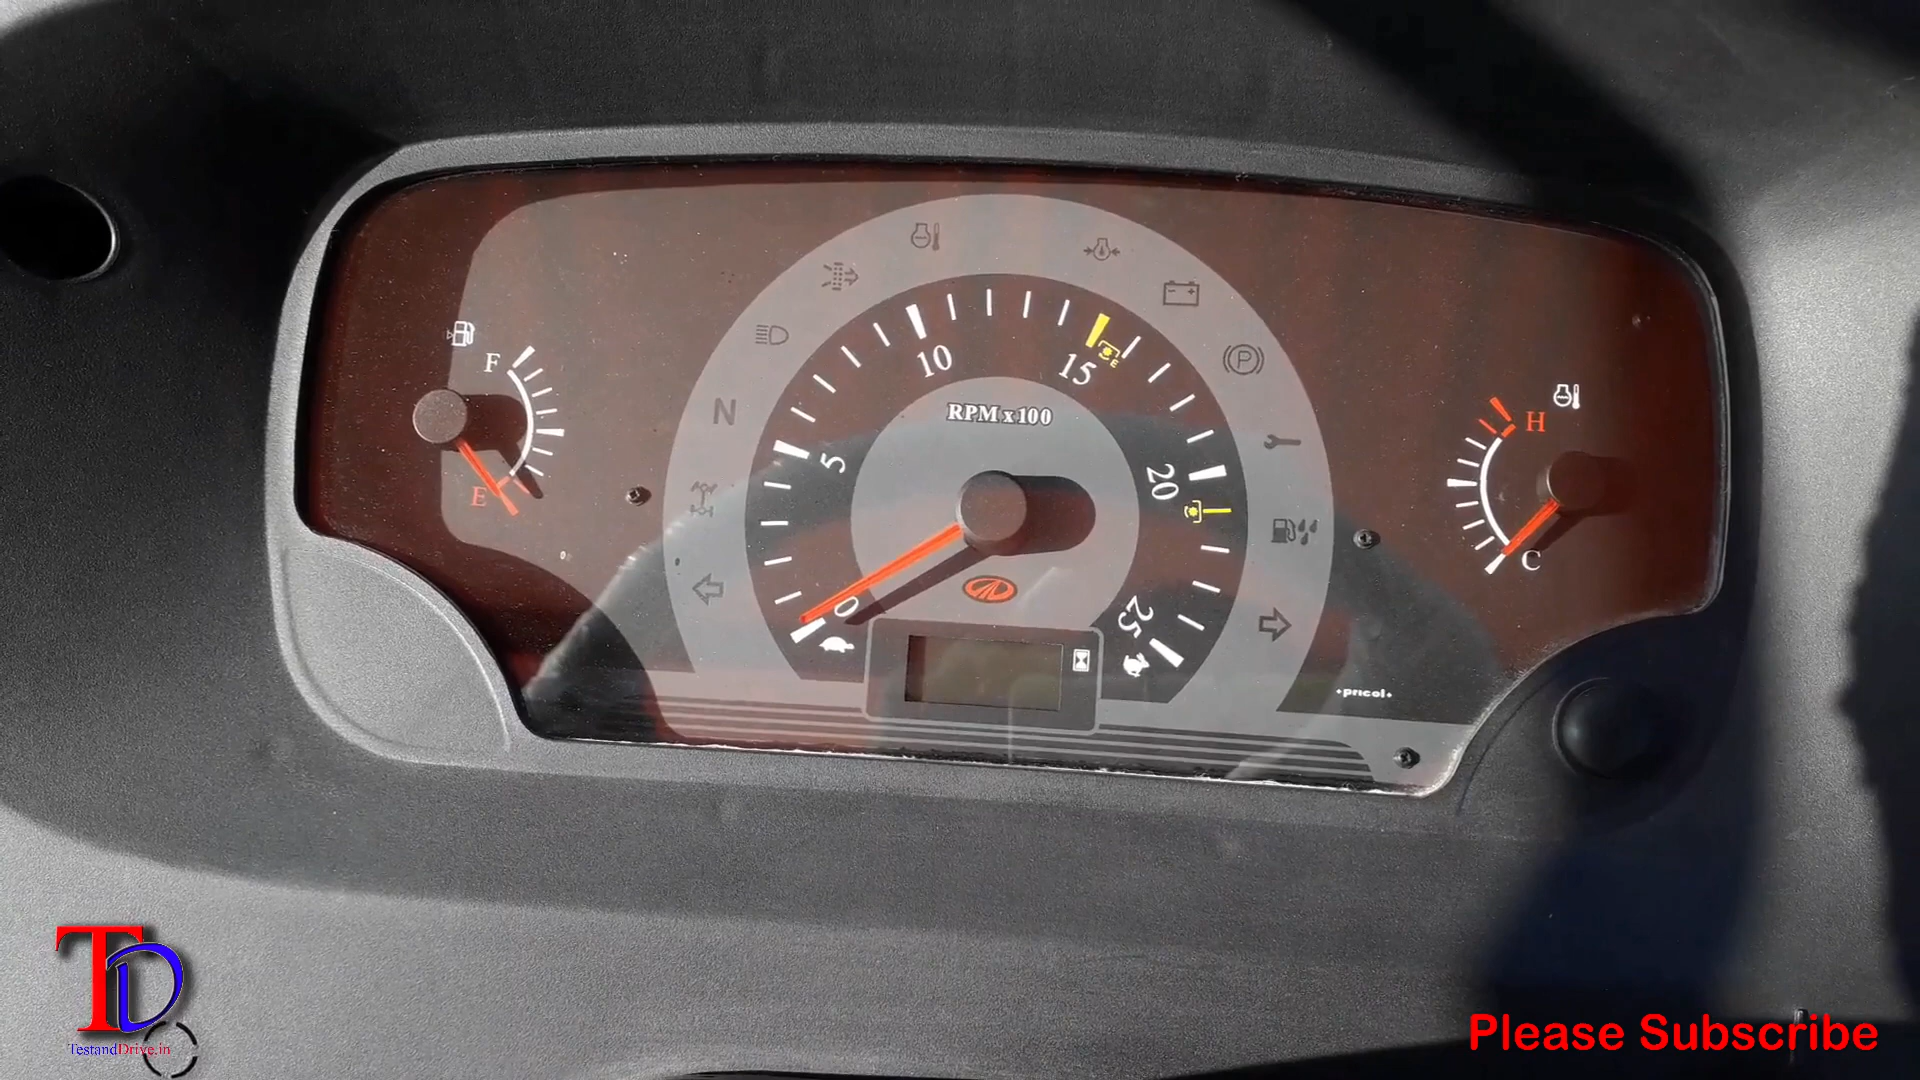 F
E
N
0
5
10
15
E
20
25
RPM x 100
P
H
C
+pricol+
TD
TestandDrive.in
Please Subscribe